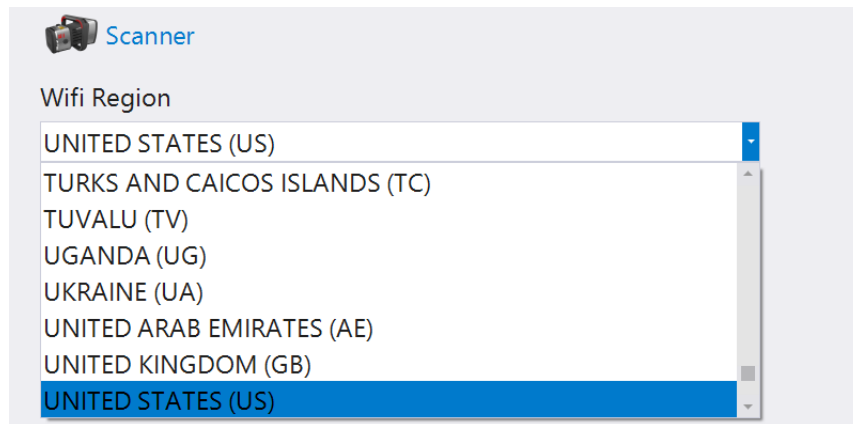 Scanner
Wifi Region
UNITED STATES (US)
TURKS AND CAICOS ISLANDS (TC)
TUVALU (TV)
UGANDA (UG)
UKRAINE (UA)
UNITED ARAB EMIRATES (AE)
UNITED KINGDOM (GB)
UNITED STATES (US)